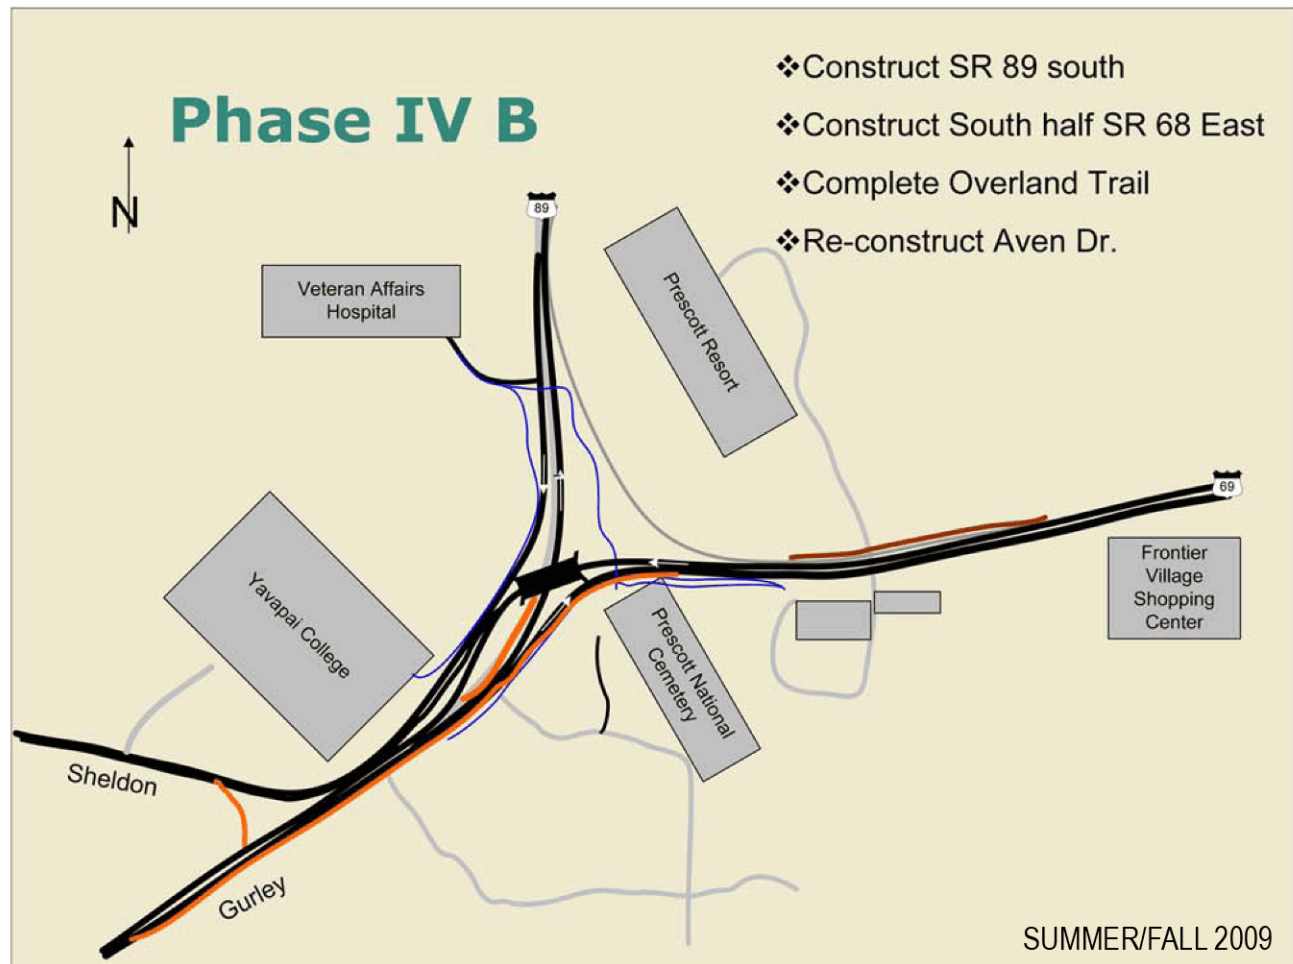 Phase IV B
❖Construct SR 89 south
❖Construct South half SR 68 East
❖Complete Overland Trail
❖Re-construct Aven Dr.
N
89
Veteran Affairs
Hospital
Prescott Resort
69
Frontier
Village
Shopping
Center
Yavapai College
Prescott National
Cemetery
Sheldon
Gurley
SUMMER/FALL 2009